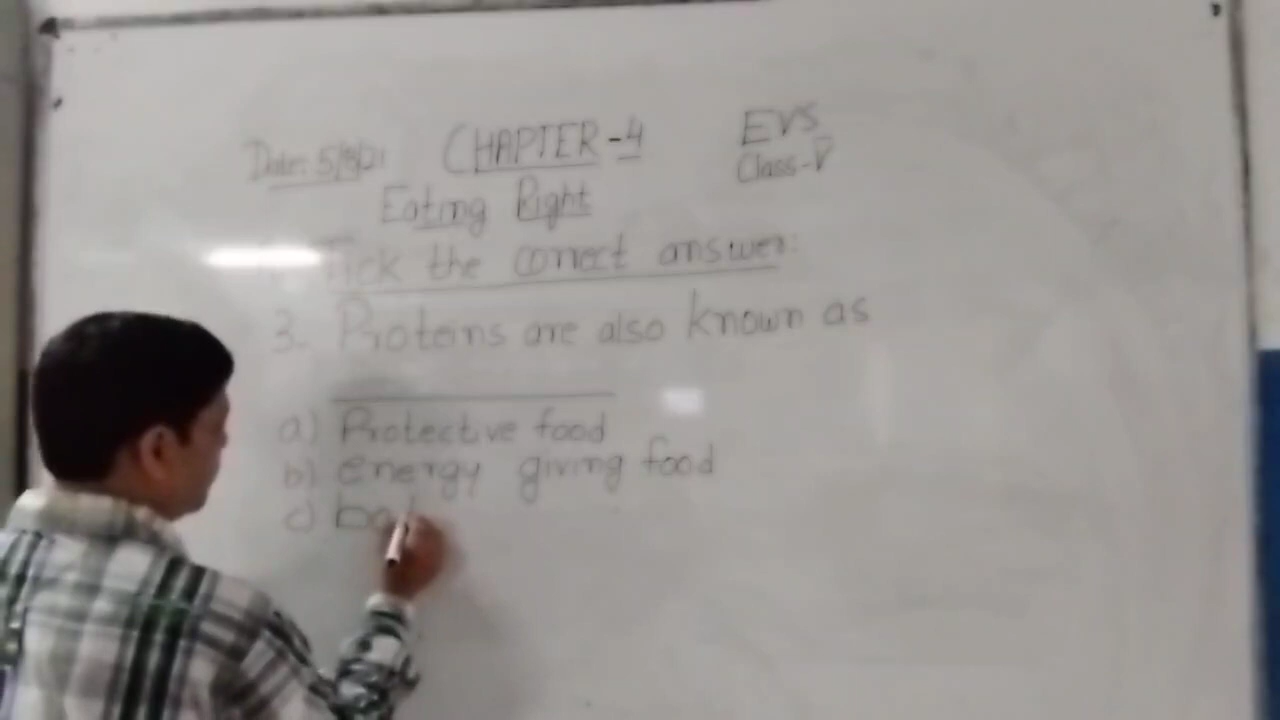 CHAPTER-4 EVS
Date: 5/ /21 Class-V
Eating Right
Tick the correct answer:
3. Proteins are also known as
a) Protective food
b) energy giving food
c)